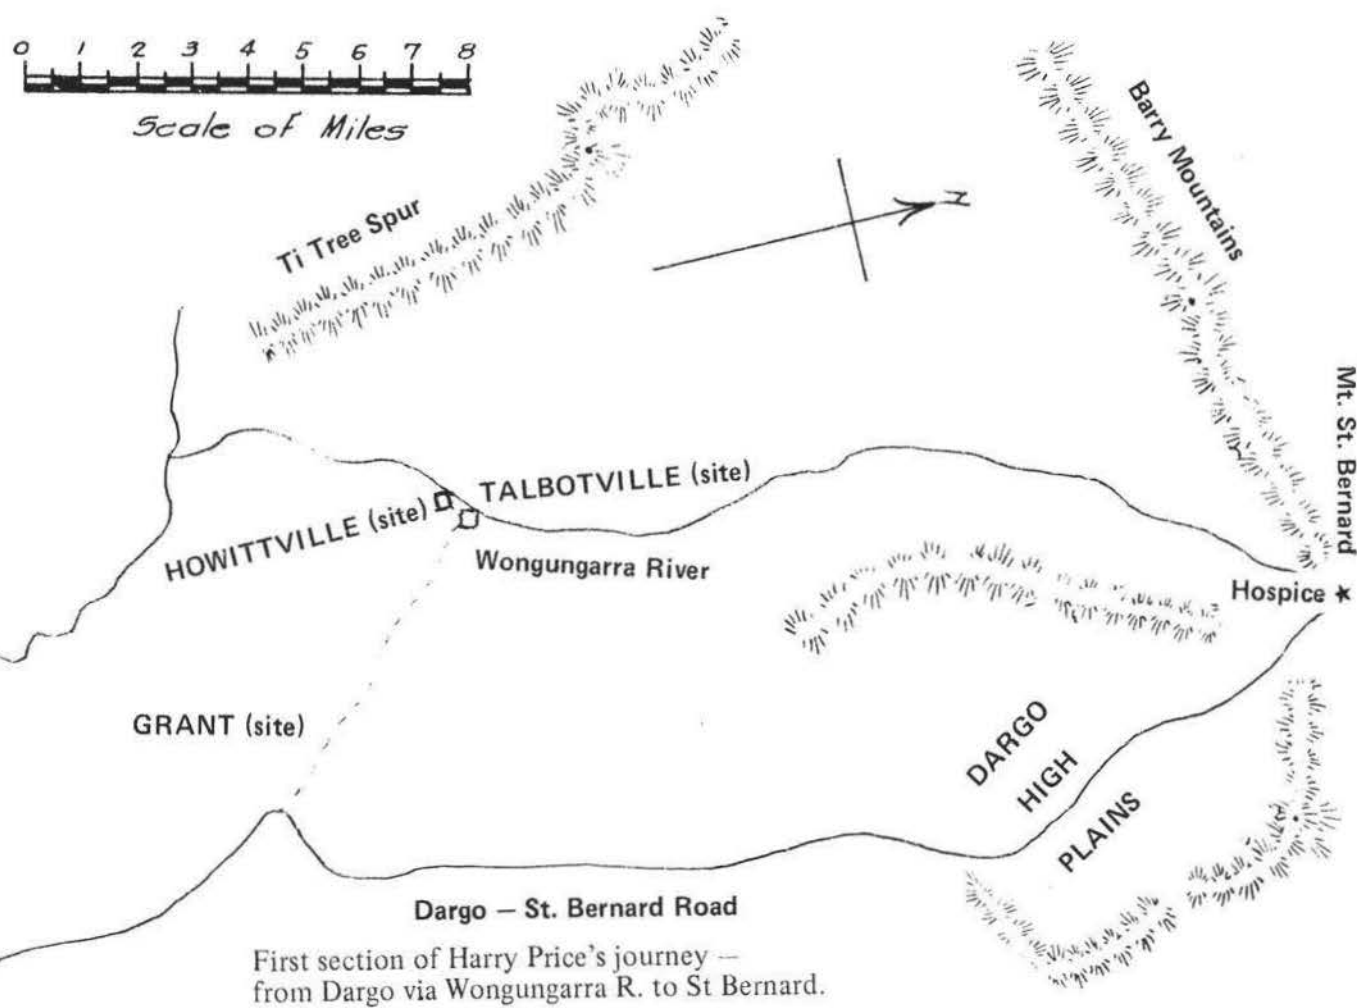 0 1 2 3 4 5 6 7 8
Scale of Miles
Ti Tree Spur
Barry Mountains
N
Mt. St. Bernard
TALBOTVILLE (site)
HOWITTVILLE (site)
Wongungarra River
Hospice
GRANT (site)
DARGO
HIGH
PLAINS
Dargo – St. Bernard Road
First section of Harry Price's journey –
from Dargo via Wongungarra R. to St Bernard.